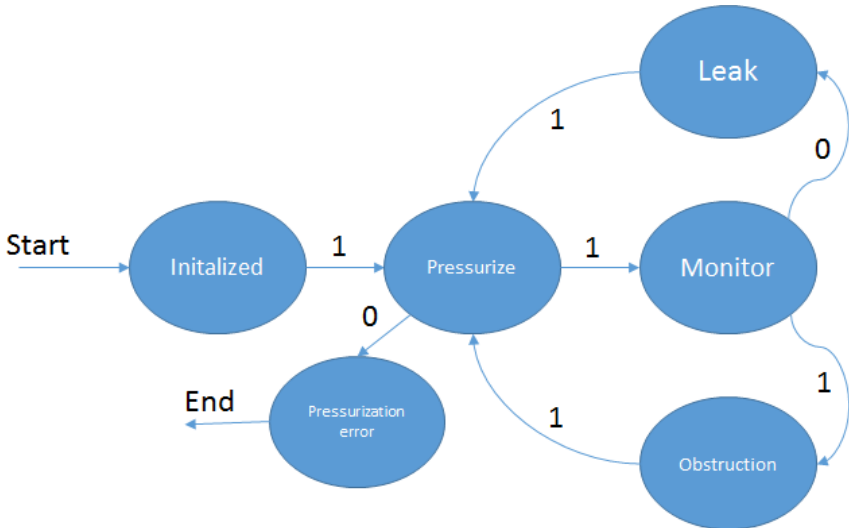 Leak
1
0
Start
Initalized
1
Pressurize
1
Monitor
0
End
Pressurization
error
1
1
Obstruction